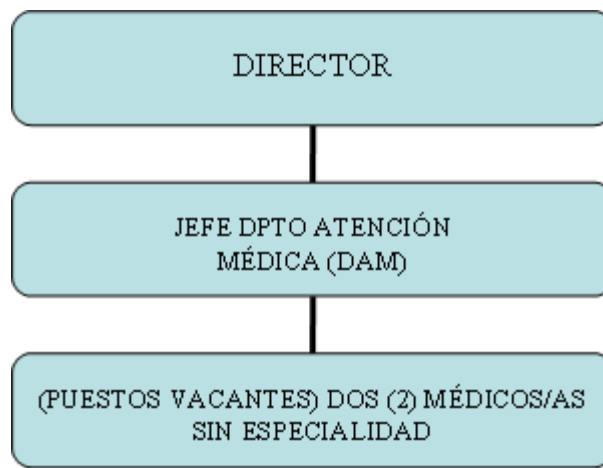 DIRECTOR
JEFE DPTO ATENCIÓN
MÉDICA (DAM)
(PUESTOS VACANTES) DOS (2) MÉDICOS/AS
SIN ESPECIALIDAD